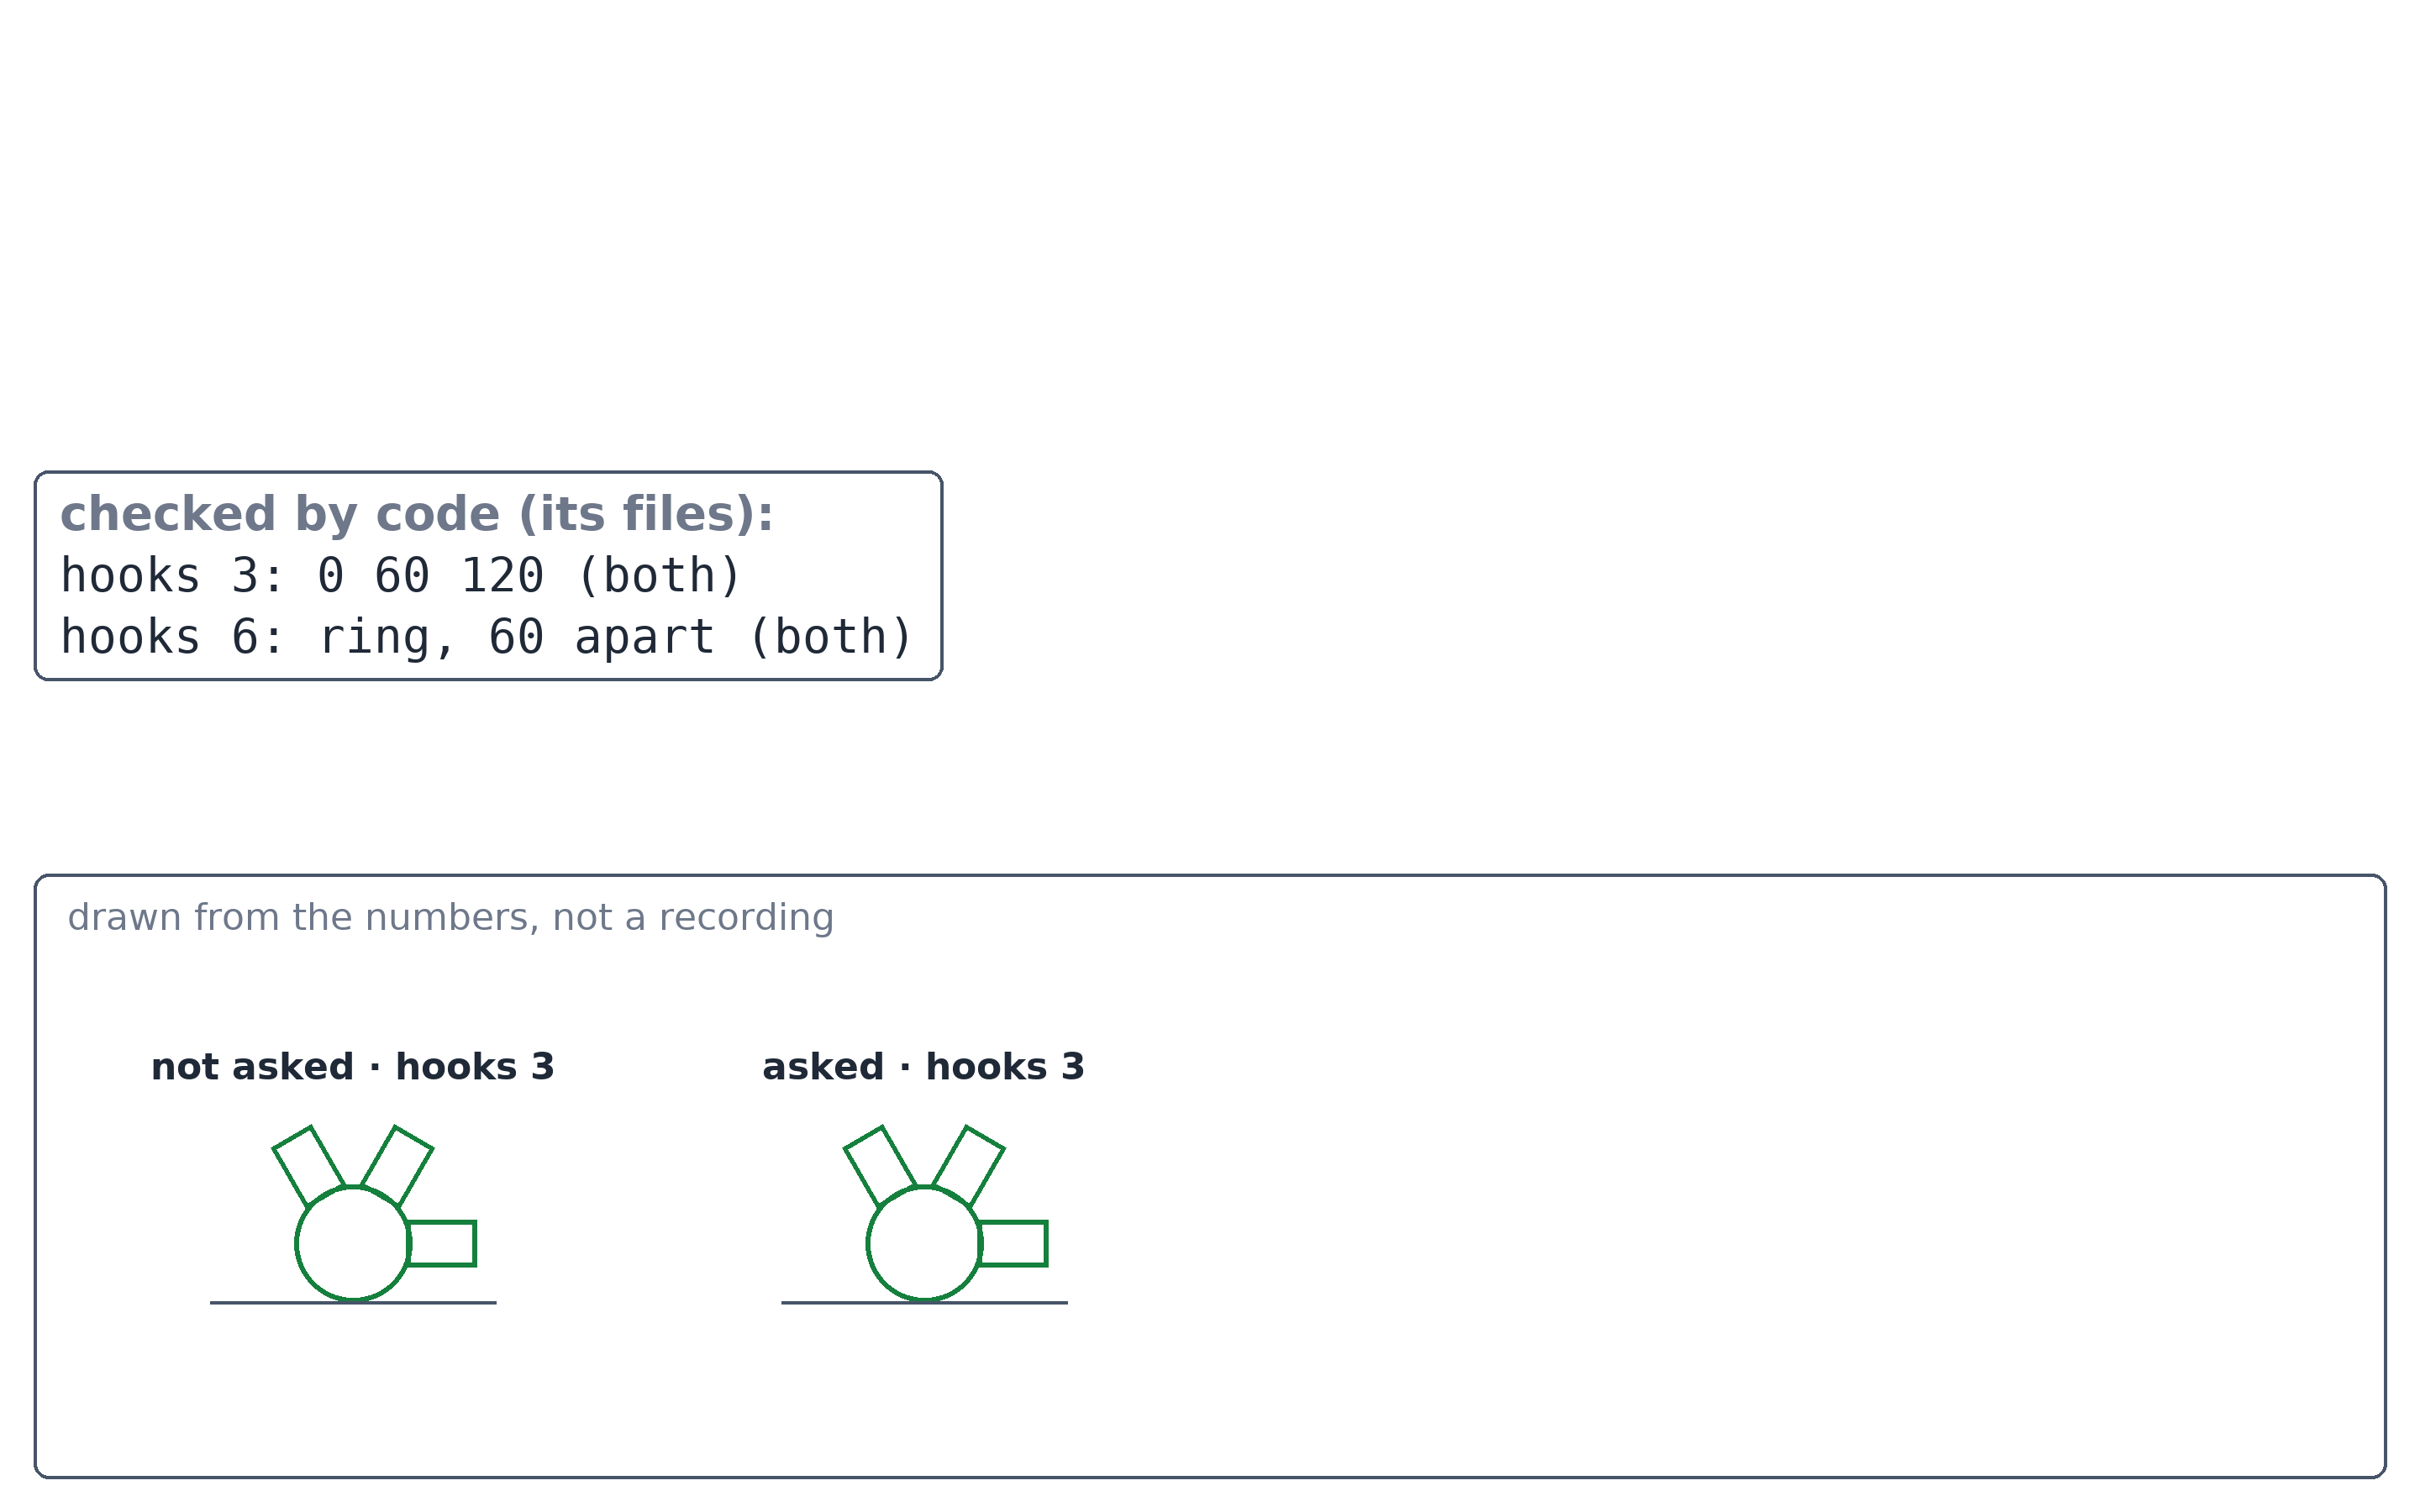 checked by code (its files):
hooks 3: 0 60 120 (both)
hooks 6: ring, 60 apart (both)
drawn from the numbers, not a recording
not asked · hooks 3
asked · hooks 3